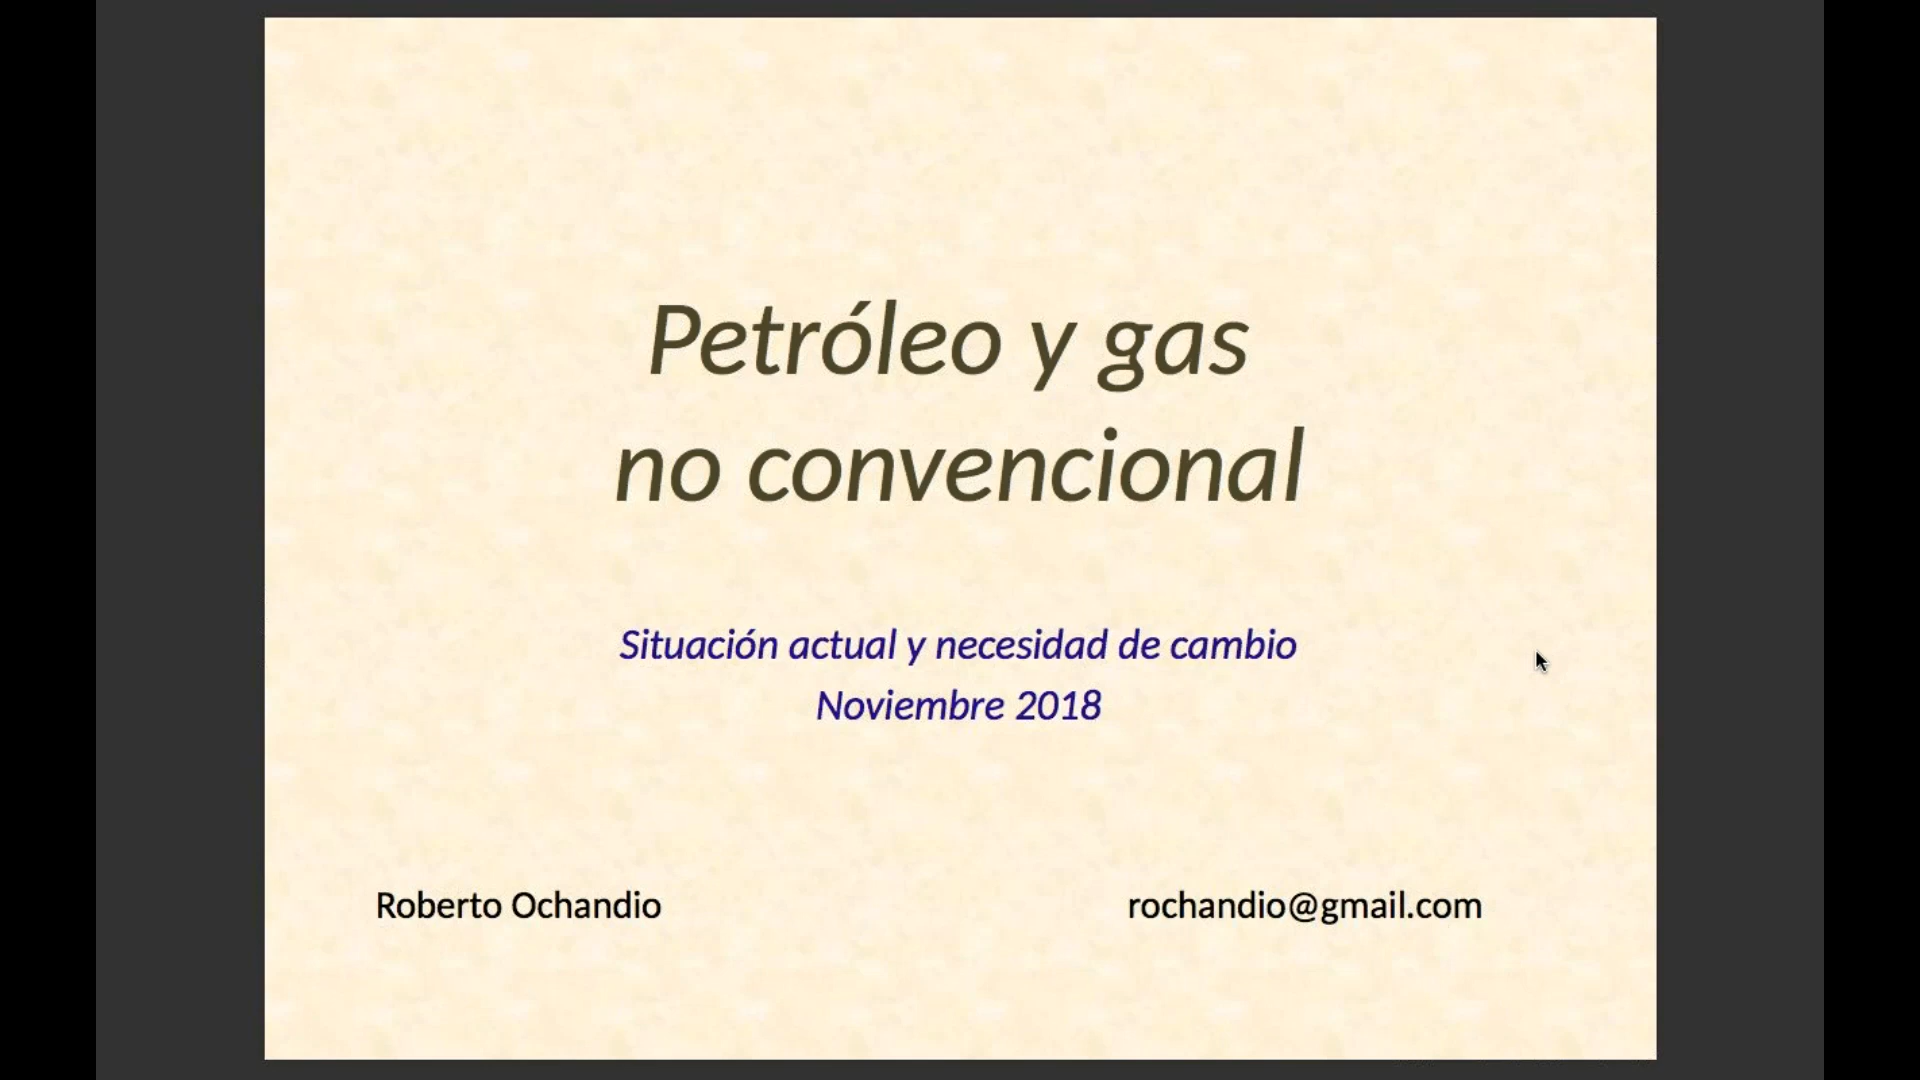 Petróleo y gas
no convencional
Situación actual y necesidad de cambio
Noviembre 2018
Roberto Ochandio
rochandio@gmail.com